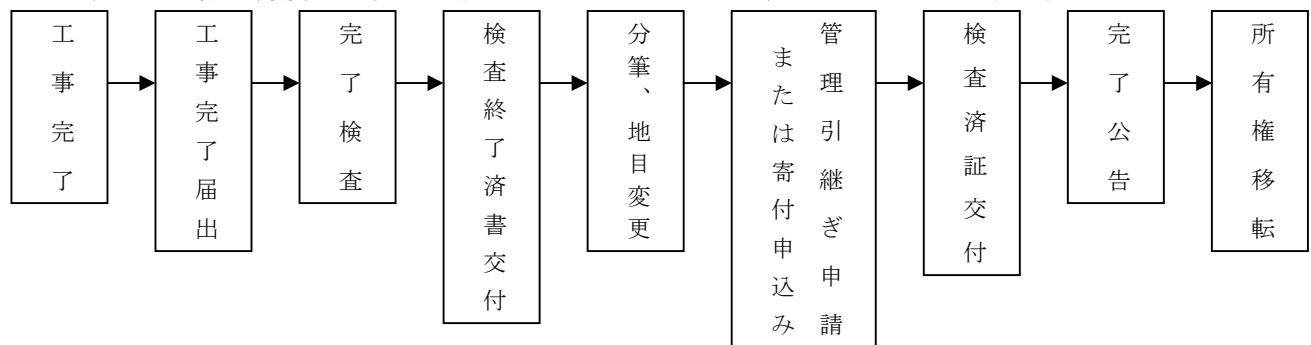 工事完了
工事完了届出
完了検査
検査終了済書交付
分筆、地目変更
管理引継ぎ申請
または寄付申込み
検査済証交付
完了公告
所有権移転